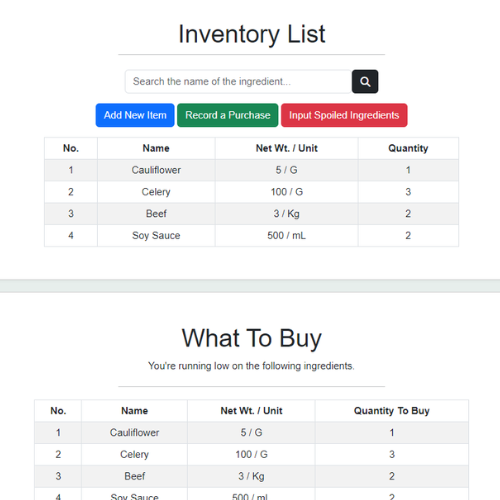 Inventory List
Search the name of the ingredient...
Add New Item Record a Purchase Input Spoiled Ingredients
No. Name Net Wt. / Unit Quantity
1 Cauliflower 5 / G 1
2 Celery 100 / G 3
3 Beef 3 / Kg 2
4 Soy Sauce 500 / mL 2
What To Buy
You're running low on the following ingredients.
No. Name Net Wt. / Unit Quantity To Buy
1 Cauliflower 5 / G 1
2 Celery 100 / G 3
3 Beef 3 / Kg 2
4 Soy Sauce 500 / mL 2